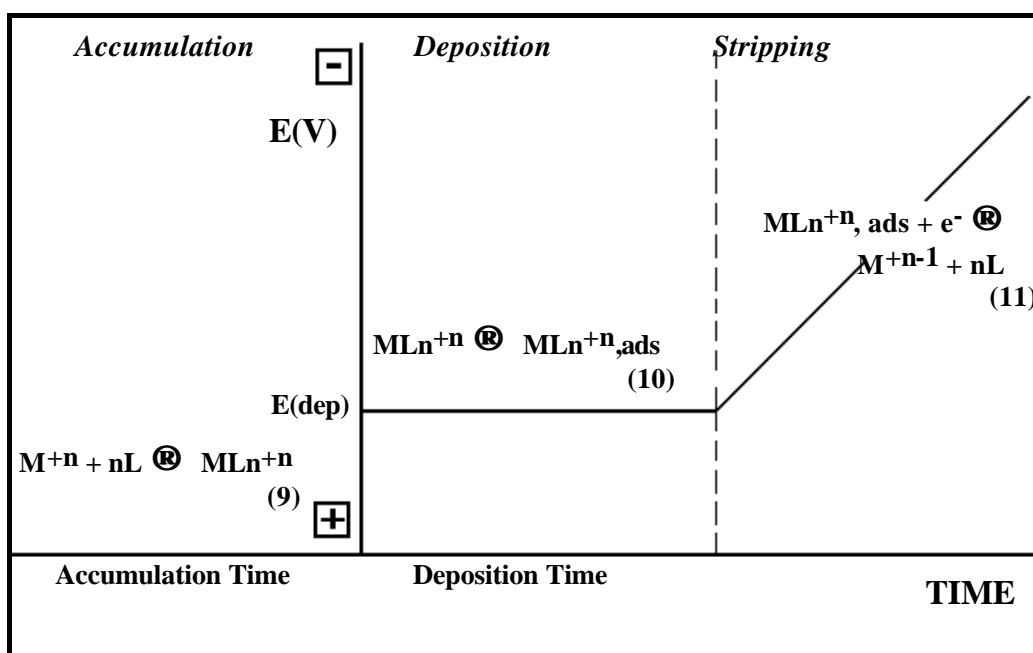 Accumulation Deposition Stripping
-
E(V)
MLn+n, ads + e- ®
M+n-1 + nL
(11)
MLn+n ® MLn+n,ads
(10)
E(dep)
M+n + nL ® MLn+n
(9)
+
Accumulation Time Deposition Time
TIME